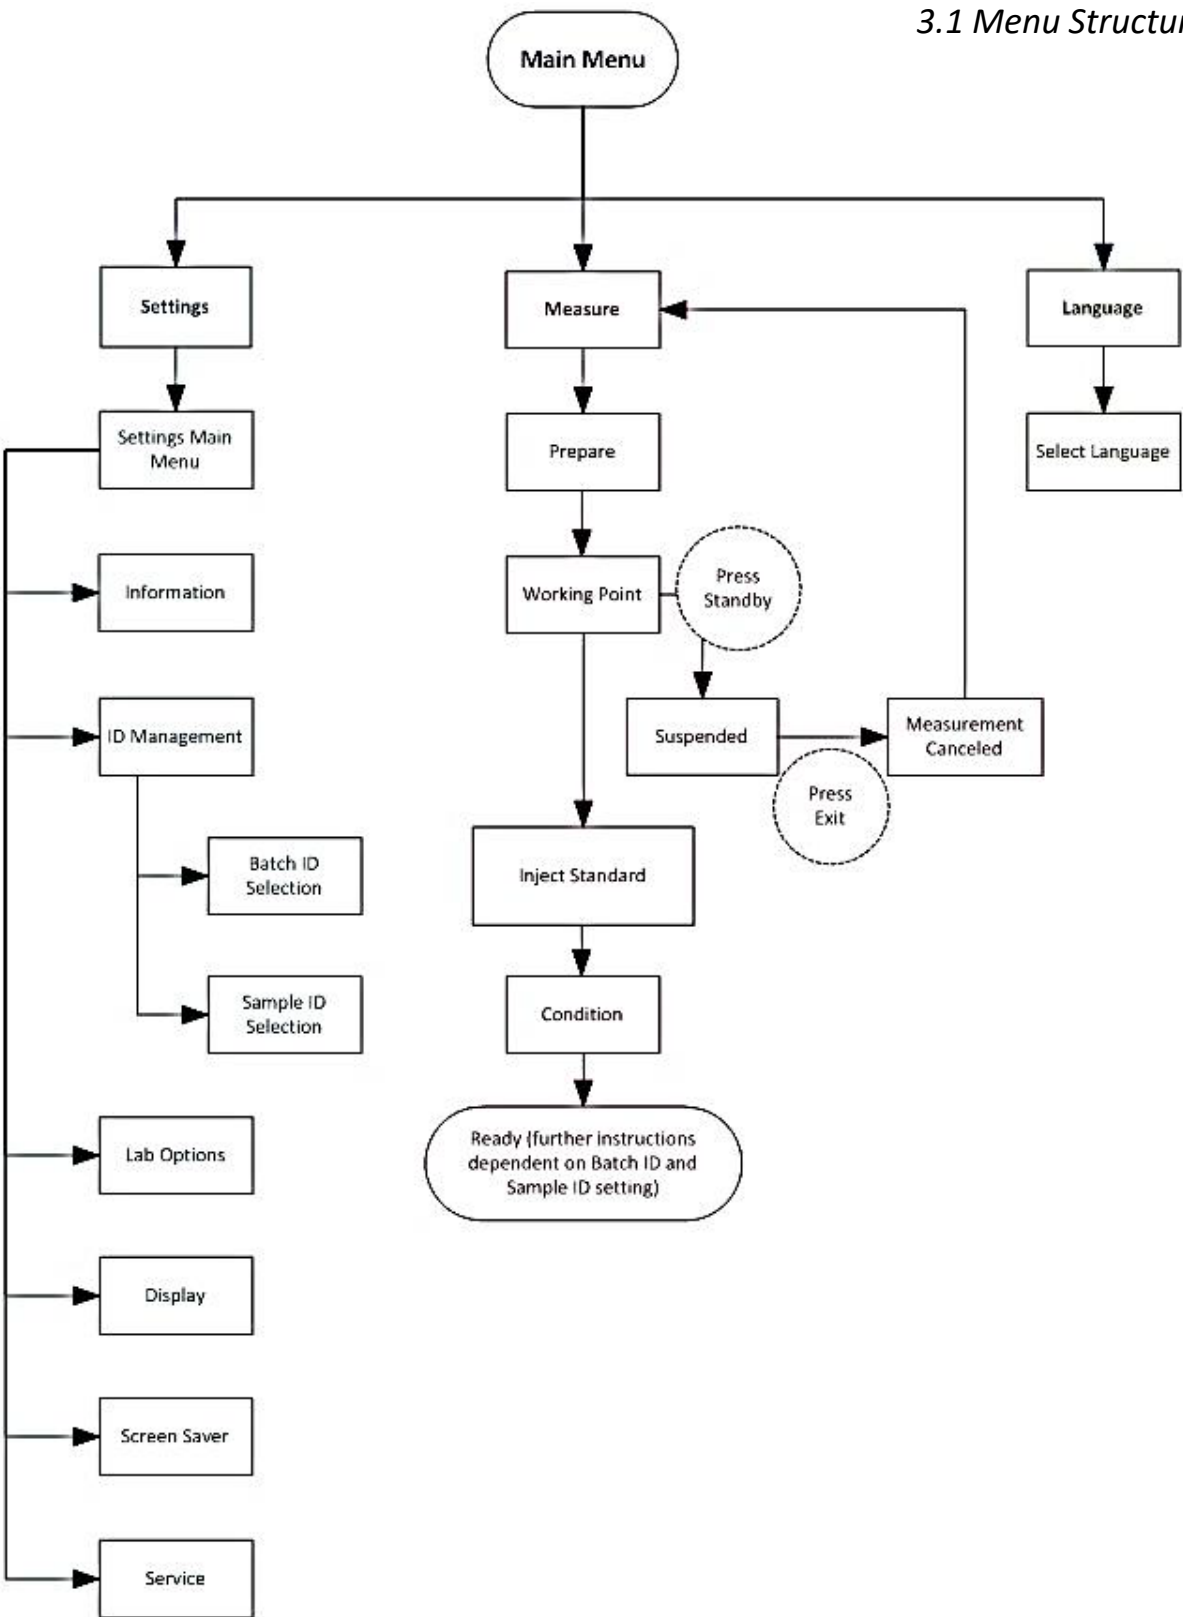 3.1 Menu Structur
Main Menu
Settings
Measure
Language
Settings Main
Menu
Prepare
Select Language
Information
Working Point
Press
Standby
ID Management
Suspended
Measurement
Canceled
Press
Exit
Batch ID
Selection
Inject Standard
Sample ID
Selection
Condition
Lab Options
Ready (further instructions
dependent on Batch ID and
Sample ID setting)
Display
Screen Saver
Service